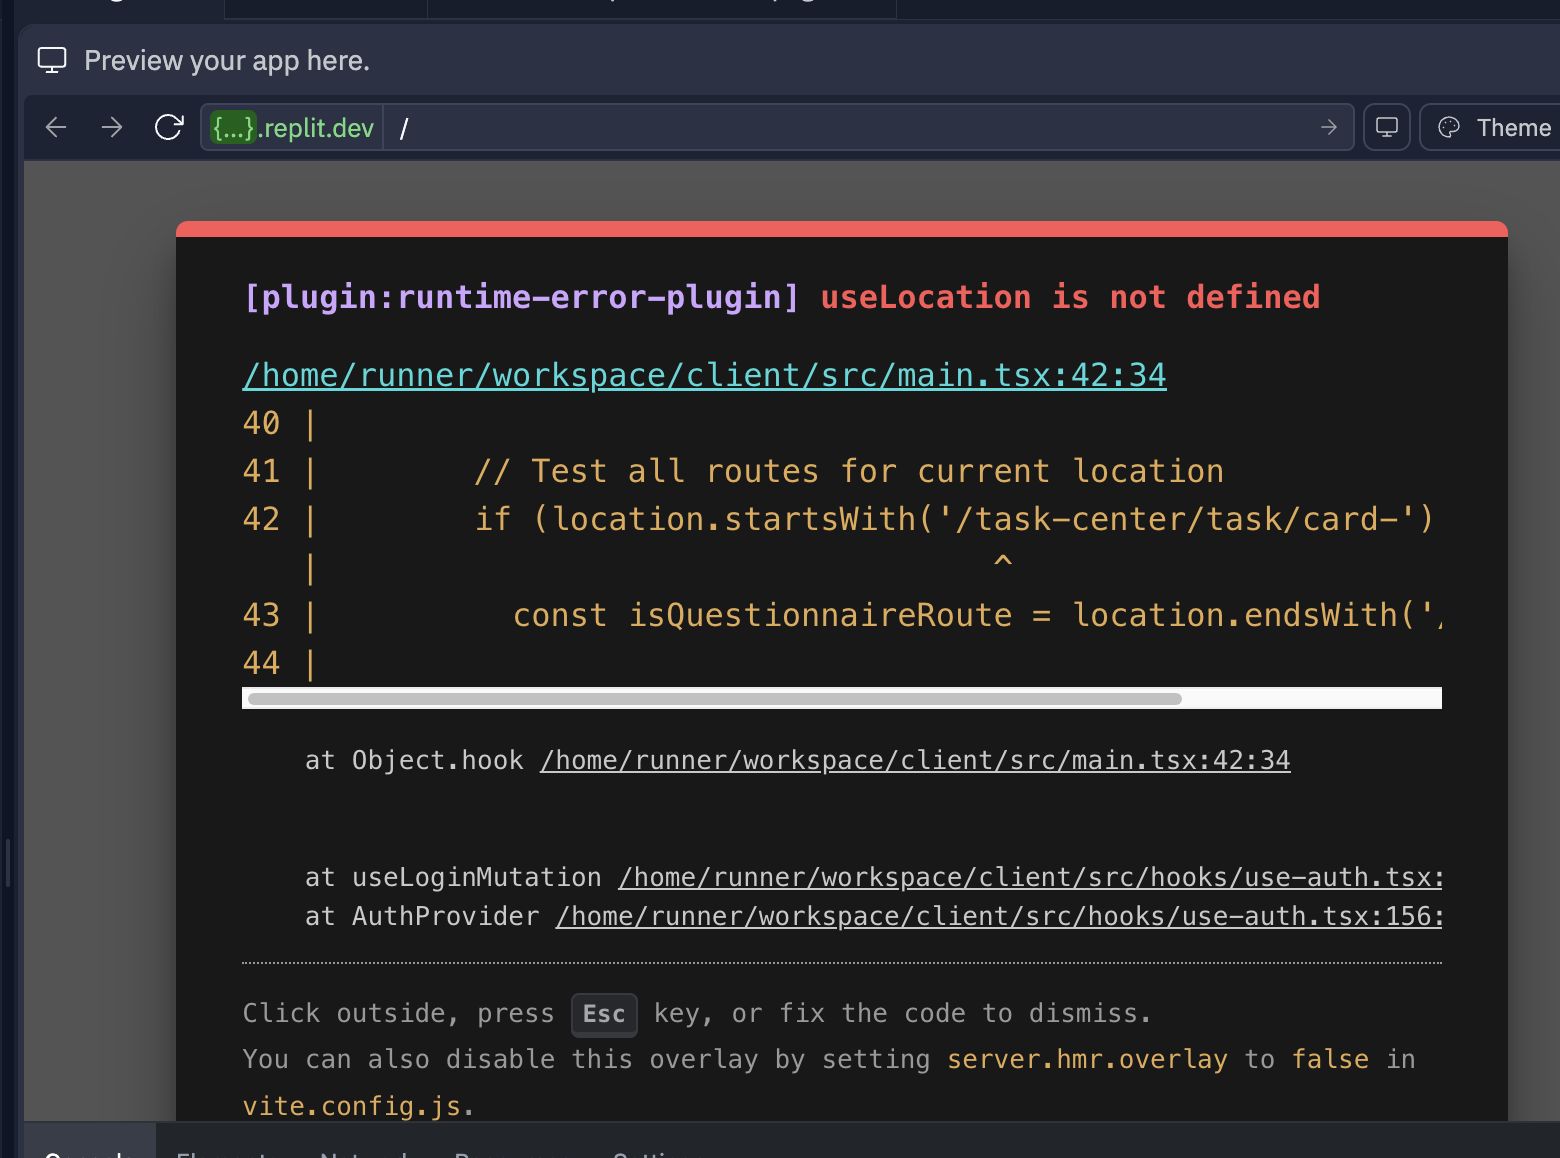 Preview your app here.
{...}.replit.dev / Theme
[plugin:runtime-error-plugin] useLocation is not defined
/home/runner/workspace/client/src/main.tsx:42:34
40 |
41 | // Test all routes for current location
42 | if (location.startsWith('/task-center/task/card-')
| ^
43 | const isQuestionnaireRoute = location.endsWith('/
44 |
at Object.hook /home/runner/workspace/client/src/main.tsx:42:34
at useLoginMutation /home/runner/workspace/client/src/hooks/use-auth.tsx:
at AuthProvider /home/runner/workspace/client/src/hooks/use-auth.tsx:156:
Click outside, press Esc key, or fix the code to dismiss.
You can also disable this overlay by setting server.hmr.overlay to false in
vite.config.js.